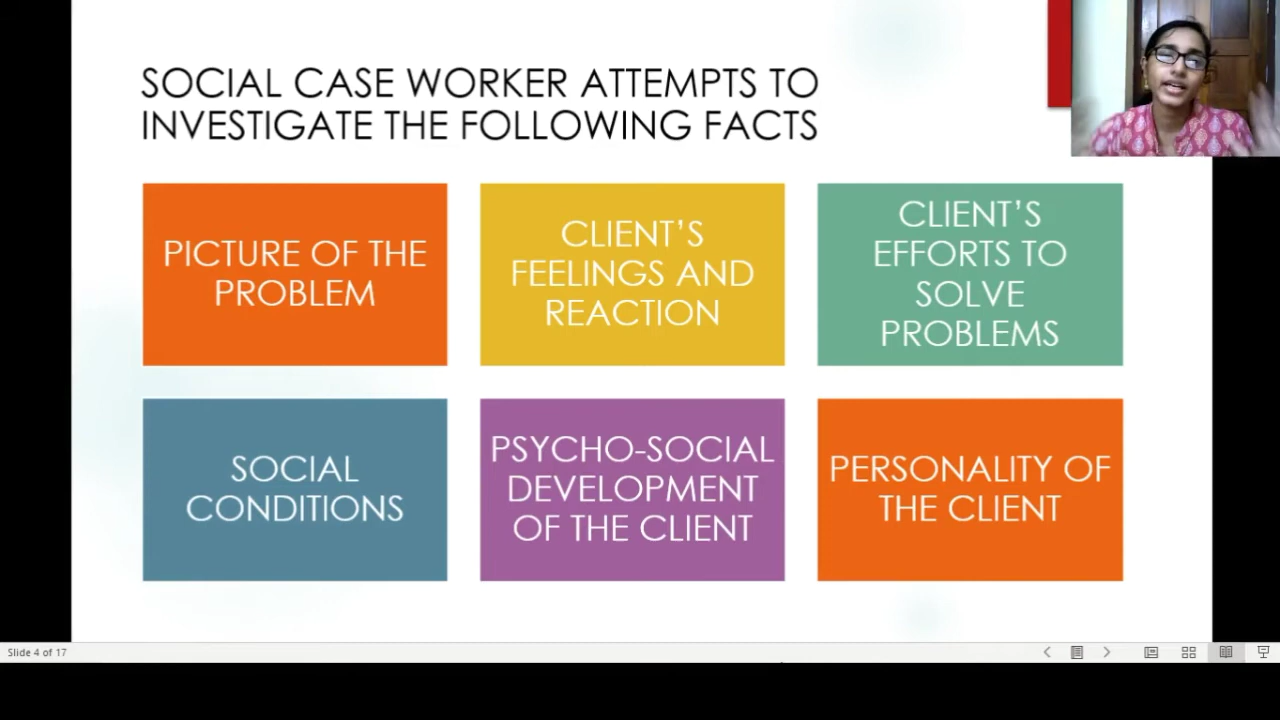 SOCIAL CASE WORKER ATTEMPTS TO
INVESTIGATE THE FOLLOWING FACTS
PICTURE OF THE
PROBLEM
CLIENT’S
FEELINGS AND
REACTION
CLIENT’S
EFFORTS TO
SOLVE
PROBLEMS
SOCIAL
CONDITIONS
PSYCHO-SOCIAL
DEVELOPMENT
OF THE CLIENT
PERSONALITY OF
THE CLIENT
Slide 4 of 17